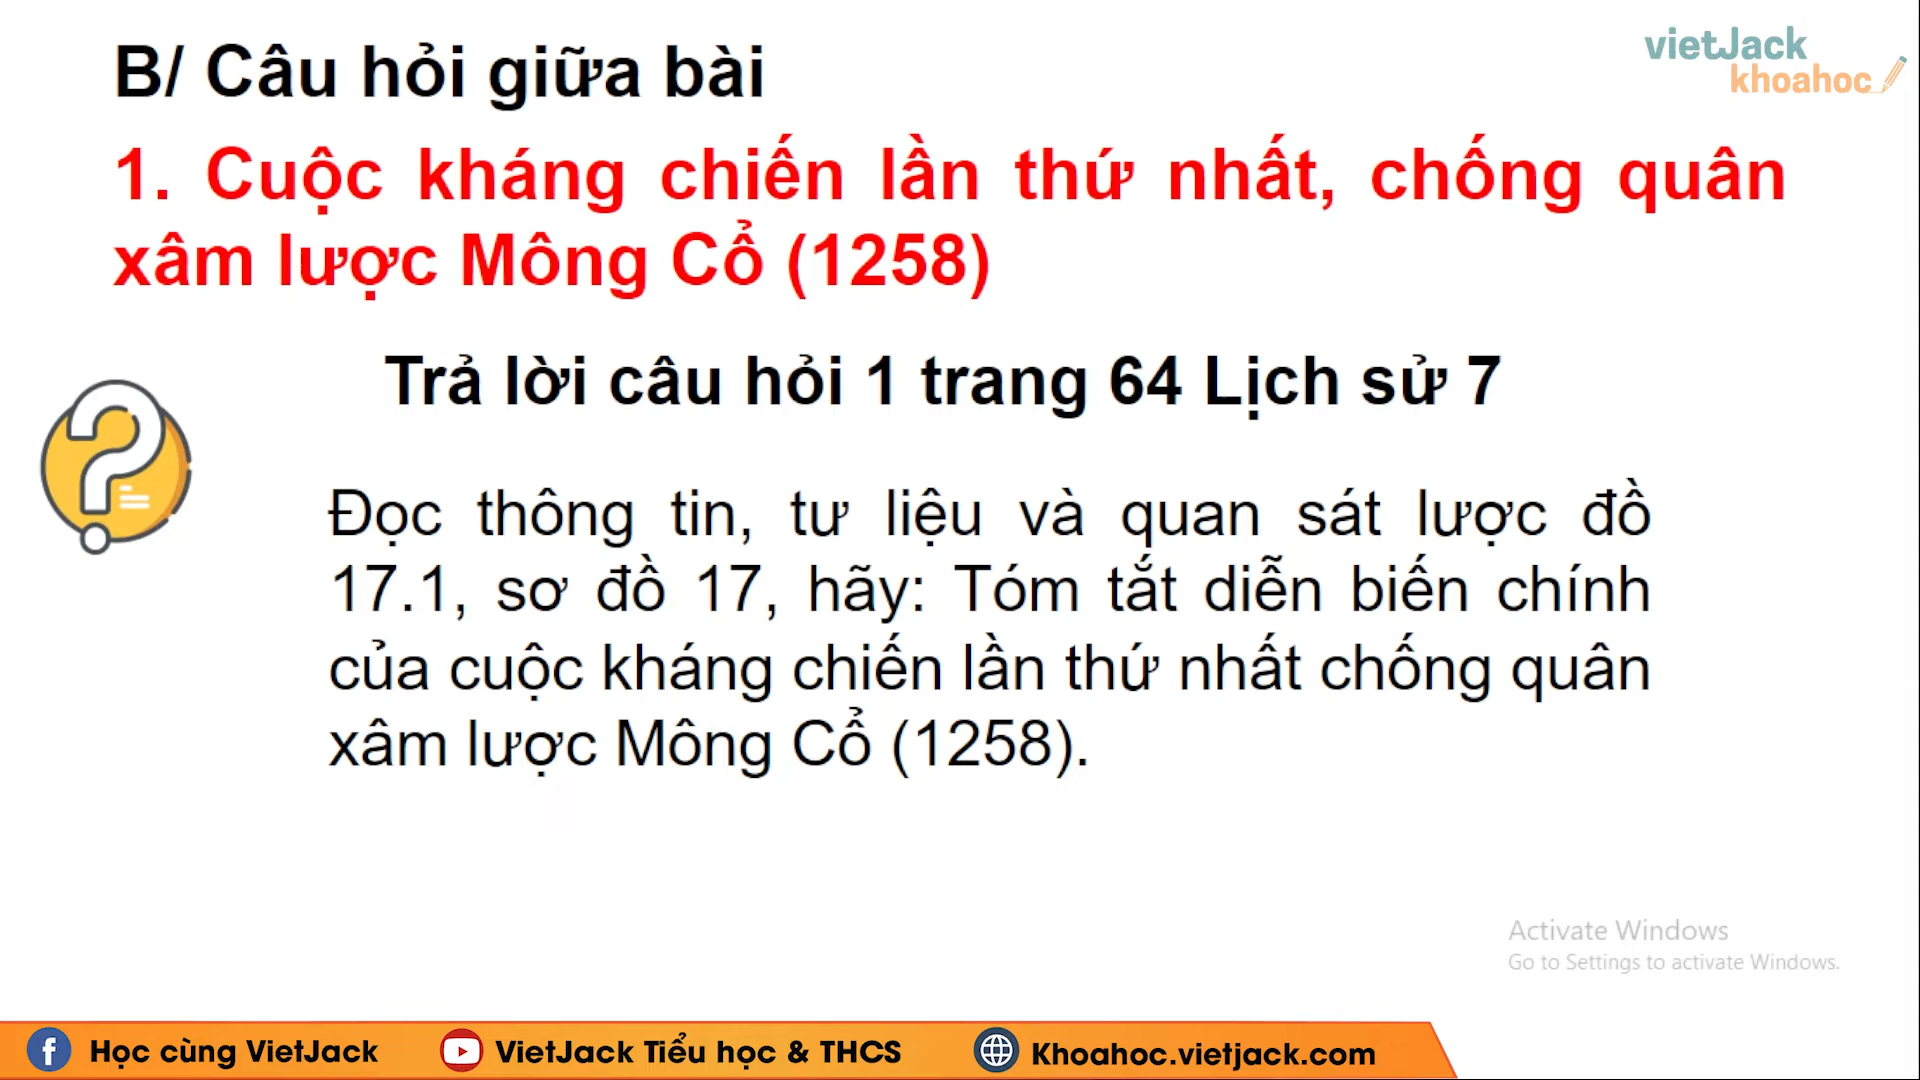 B/ Câu hỏi giữa bài
vietJack
khoahoc
1. Cuộc kháng chiến lần thứ nhất, chống quân
xâm lược Mông Cổ (1258)
Trả lời câu hỏi 1 trang 64 Lịch sử 7
Đọc thông tin, tư liệu và quan sát lược đồ
17.1, sơ đồ 17, hãy: Tóm tắt diễn biến chính
của cuộc kháng chiến lần thứ nhất chống quân
xâm lược Mông Cổ (1258).
Activate Windows
Go to Settings to activate Windows.
Học cùng VietJack
VietJack Tiểu học & THCS
Khoahoc.vietjack.com